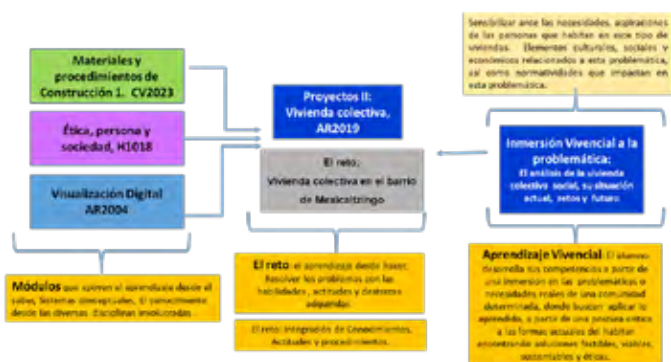 Materiales y
procedimientos de
Construcción 1. CV2023
Ética, persona y
sociedad, H1018
Visualización Digital
AR2004
Módulos que apoyen el aprendizaje desde el
saber, Sistemas conceptuales. El conocimiento
desde las diversas disciplinas involucradas.
Proyectos II:
Vivienda colectiva,
AR2019
El reto:
Vivienda colectiva en el barrio
de Mexicaltzingo
El reto: el aprendizaje desde hacer.
Resolver los problemas con las
habilidades, actitudes y destrezas
adquiridas.
El reto: Integración de Conocimientos,
Actitudes y procedimientos.
Sensibilizar ante las necesidades, aspiraciones
de las personas que habitan en este tipo de
viviendas. Elementos culturales, sociales y
económicos relacionados a esta problemática,
así como normatividades que impactan en
esta problemática.
Inmersión Vivencial a la
problemática:
El análisis de la vivienda
colectiva social, su situación
actual, retos y futuro
Aprendizaje Vivencial: El alumno
desarrolla sus competencias a partir de
una inmersión en las problemáticas o
necesidades reales de una comunidad
determinada, donde buscan aplicar lo
aprendido, a partir de una postura crítica
a las formas actuales del habitar
encontrando soluciones factibles, viables,
sustentables y éticas.